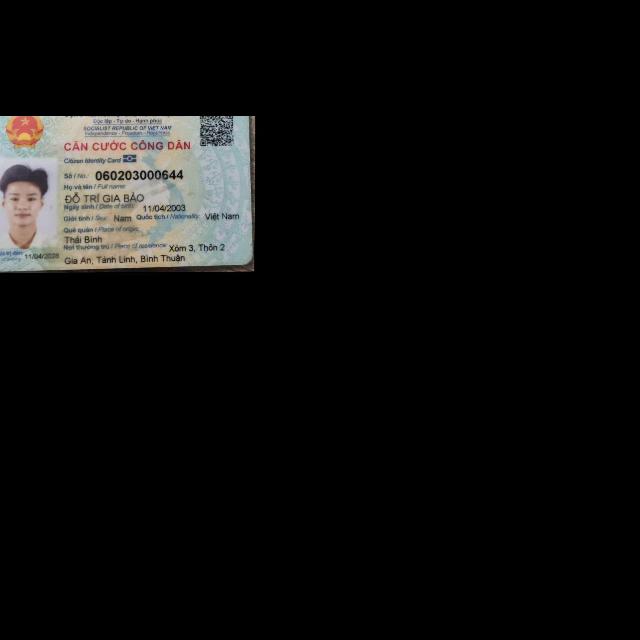 Độc lập - Tự do - Hạnh phúc
SOCIALIST REPUBLIC OF VIET NAM
Independence - Freedom - Happiness
CĂN CƯỚC CÔNG DÂN
Citizen Identity Card
Số / No.: 060203000644
Họ và tên / Full name:
ĐỖ TRÍ GIA BẢO
Ngày sinh / Date of birth: 11/04/2003
Giới tính / Sex: Nam Quốc tịch / Nationality: Việt Nam
Quê quán / Place of origin:
Thái Bình
Nơi thường trú / Place of residence: Xóm 3, Thôn 2
11/04/2028
Gia An, Tánh Linh, Bình Thuận